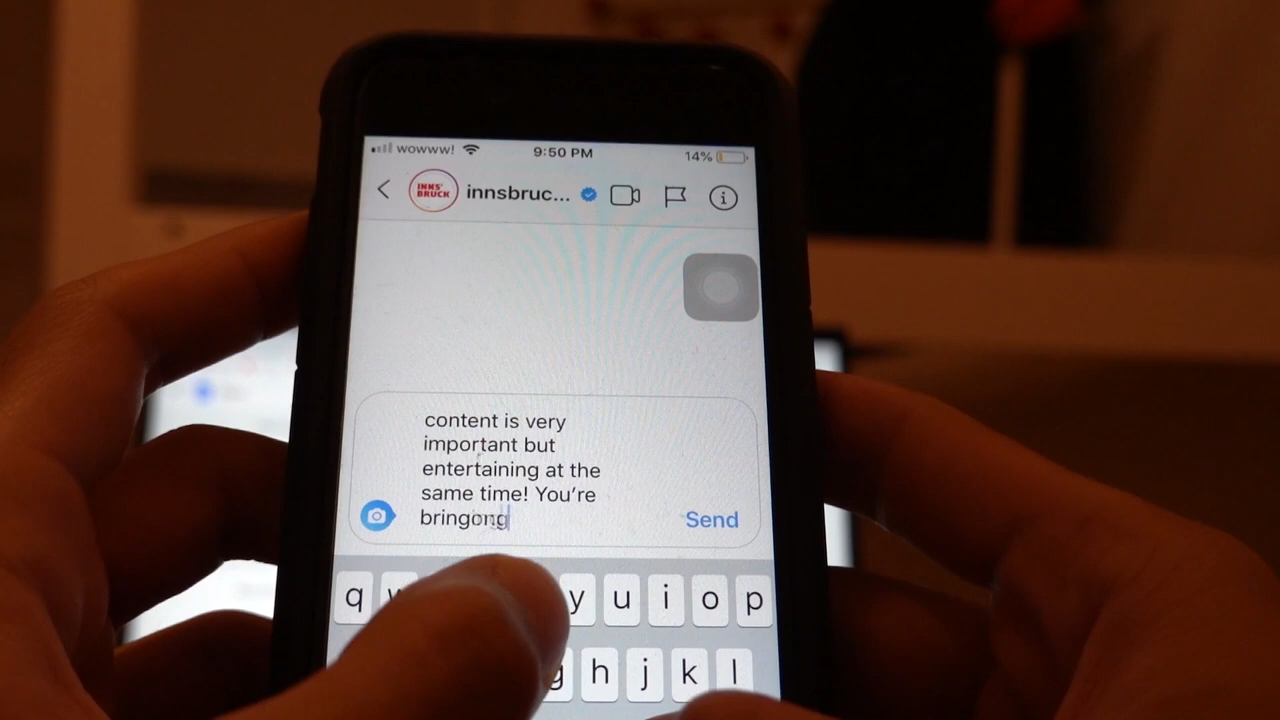 wowww! 9:50 PM 14%
INNS'
BRUCK
innsbruc...
content is very
important but
entertaining at the
same time! You're
bringong
Send
q w y u i o p
g h j k l